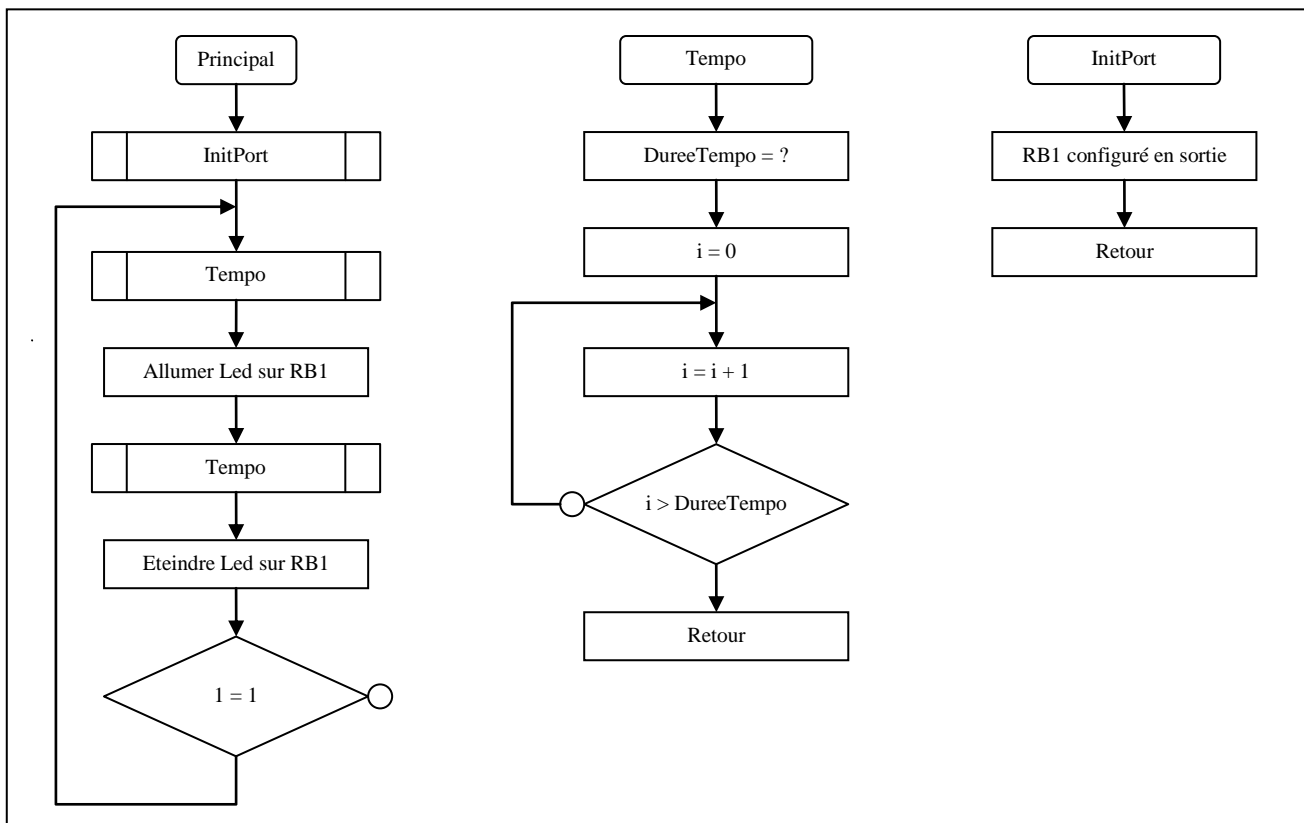 Principal
InitPort
Tempo
Allumer Led sur RB1
Tempo
Eteindre Led sur RB1
1 = 1
Tempo
DureeTempo = ?
i = 0
i = i + 1
i > DureeTempo
Retour
InitPort
RB1 configuré en sortie
Retour